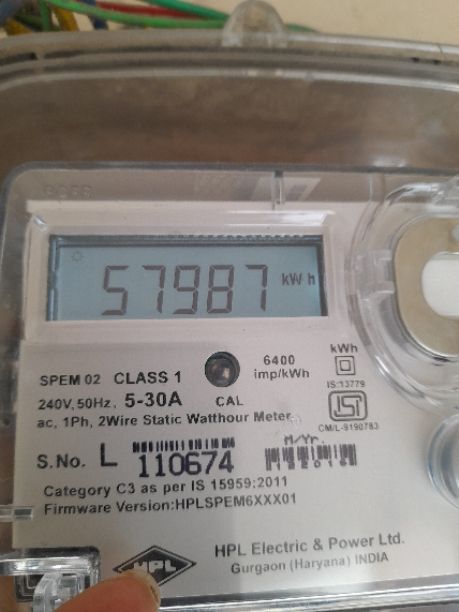 57987 kWh
6400
imp/kWh
kWh
SPEM 02 CLASS 1
IS:13779
240V, 50Hz, 5-30A CAL
ac, 1Ph, 2Wire Static Watthour Meter
CM/L-9190783
S.No. L 110674
M/Yr.
Category C3 as per IS 15959:2011
Firmware Version:HPLSPEM6XXX01
HPL
HPL Electric & Power Ltd.
Gurgaon (Haryana) INDIA